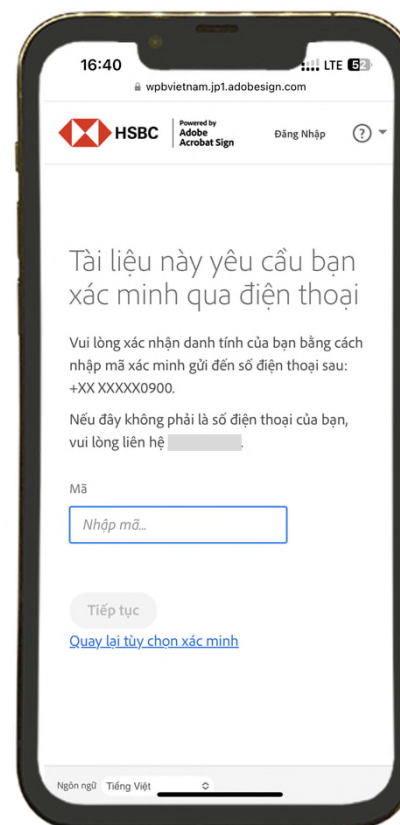 16:40
LTE 52
wpbvietnam.jp1.adobesign.com
HSBC
Powered by
Adobe
Acrobat Sign
Đăng Nhập
?
Tài liệu này yêu cầu bạn
xác minh qua điện thoại
Vui lòng xác nhận danh tính của bạn bằng cách
nhập mã xác minh gửi đến số điện thoại sau:
+XX XXXXX0900.
Nếu đây không phải là số điện thoại của bạn,
vui lòng liên hệ .
Mã
Nhập mã...
Tiếp tục
Quay lại tùy chọn xác minh
Ngôn ngữ Tiếng Việt